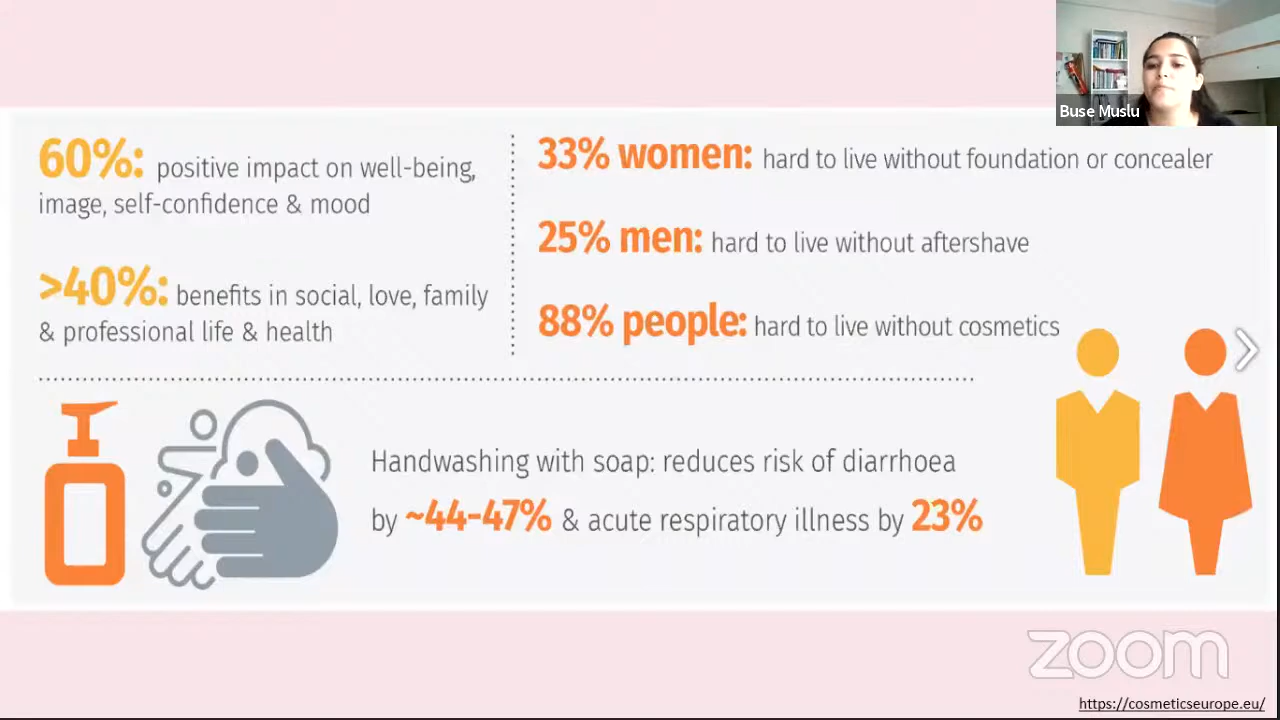 Buse Muslu
60%: positive impact on well-being,
image, self-confidence & mood
>40%: benefits in social, love, family
& professional life & health
33% women: hard to live without foundation or concealer
25% men: hard to live without aftershave
88% people: hard to live without cosmetics
Handwashing with soap: reduces risk of diarrhoea
by ~44-47% & acute respiratory illness by 23%
zoom
https://cosmeticseurope.eu/